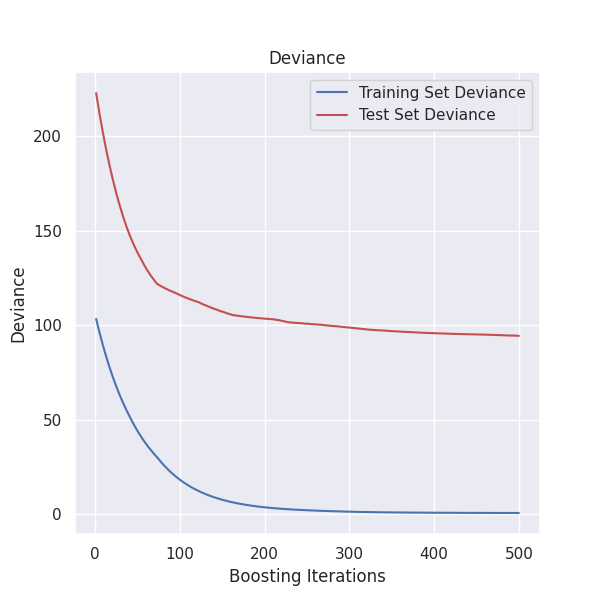 Deviance
Training Set Deviance
Test Set Deviance
200
150
100
50
0
Deviance
0 100 200 300 400 500
Boosting Iterations